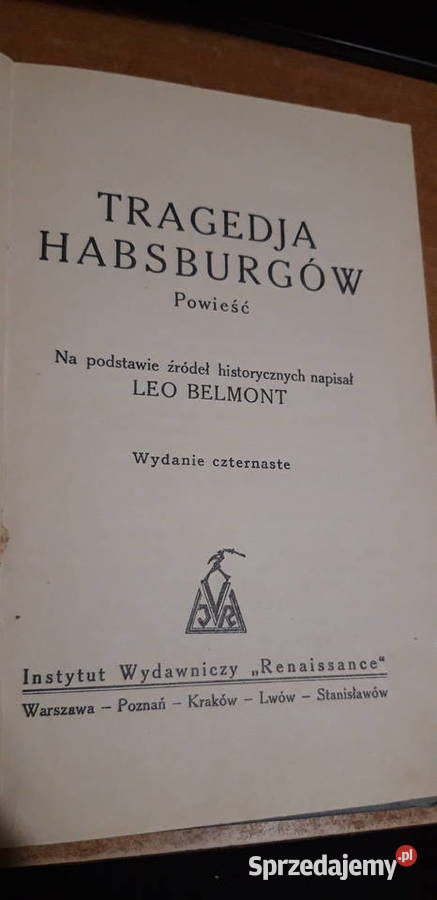 TRAGEDJA
HABSBURGÓW
Powieść
Na podstawie źródeł historycznych napisał
LEO BELMONT
Wydanie czternaste
IVR
Instytut Wydawniczy „Renaissance"
Warszawa – Poznań – Kraków – Lwów – Stanisławów
Sprzedajemy.pl